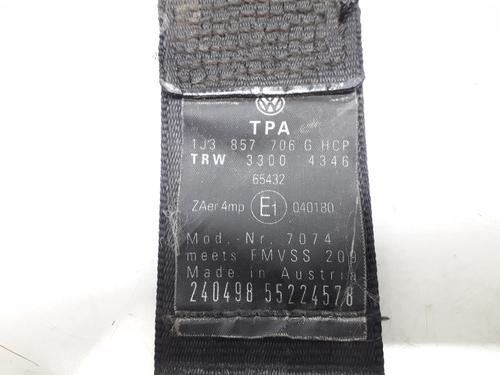 TPA
1J3 857 706 G HCP
TRW 3300 4346
65432
ZAer 4mp E1 040180
Mod.-Nr. 7074
meets FMVSS 209
Made in Austria
240498 55224578